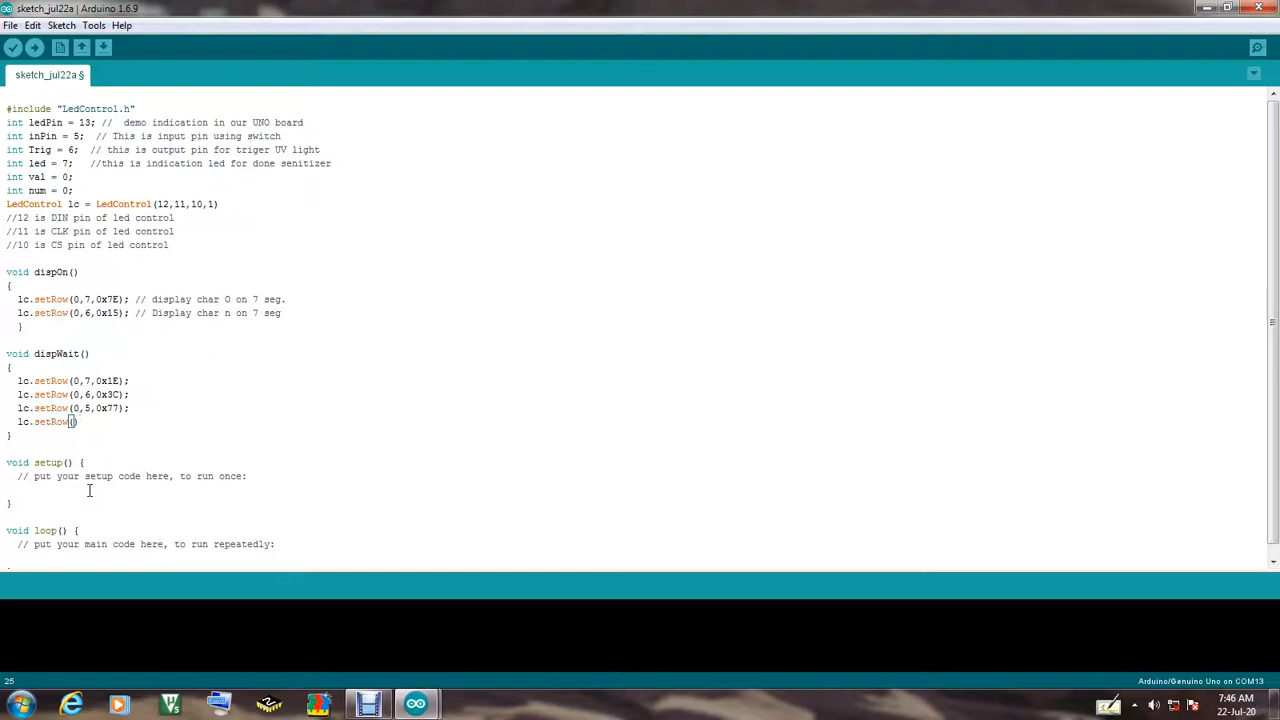 sketch_jul22a | Arduino 1.6.9
File Edit Sketch Tools Help
sketch_jul22a §
#include "LedControl.h"
int ledPin = 13; //  demo indication in our UNO board
int inPin = 5;  // This is input pin using switch
int Trig = 6;  // this is output pin for triger UV light
int led = 7;   //this is indication led for done senitizer
int val = 0;
int num = 0;
LedControl lc = LedControl(12,11,10,1)
//12 is DIN pin of led control
//11 is CLK pin of led control
//10 is CS pin of led control
void dispOn()
{
lc.setRow(0,7,0x7E); // display char O on 7 seg.
lc.setRow(0,6,0x15); // Display char n on 7 seg
}
void dispWait()
{
lc.setRow(0,7,0x1E);
lc.setRow(0,6,0x3C);
lc.setRow(0,5,0x77);
lc.setRow()
}
void setup() {
// put your setup code here, to run once:
}
void loop() {
// put your main code here, to run repeatedly:
25
Arduino/Genuino Uno on COM13
7:46 AM
22-Jul-20